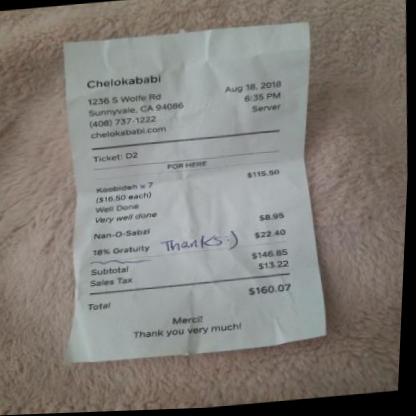 Chelokababi
1236 S Wolfe Rd
Sunnyvale, CA 94086
(408) 737-1222
chelokababi.com
Aug 18, 2018
6:35 PM
Server
Ticket: D2
FOR HERE
Koobideh x 7 $115.50
($16.50 each)
Well Done
Very well done
Nan-O-Sabzi $8.95
18% Gratuity Thanks:) $22.40
Subtotal $146.85
Sales Tax $13.22
Total $160.07
Merci!
Thank you very much!